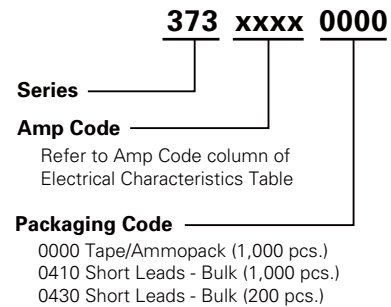 373 xxxx 0000
Series
Amp Code
Refer to Amp Code column of
Electrical Characteristics Table
Packaging Code
0000 Tape/Ammopack (1,000 pcs.)
0410 Short Leads - Bulk (1,000 pcs.)
0430 Short Leads - Bulk (200 pcs.)